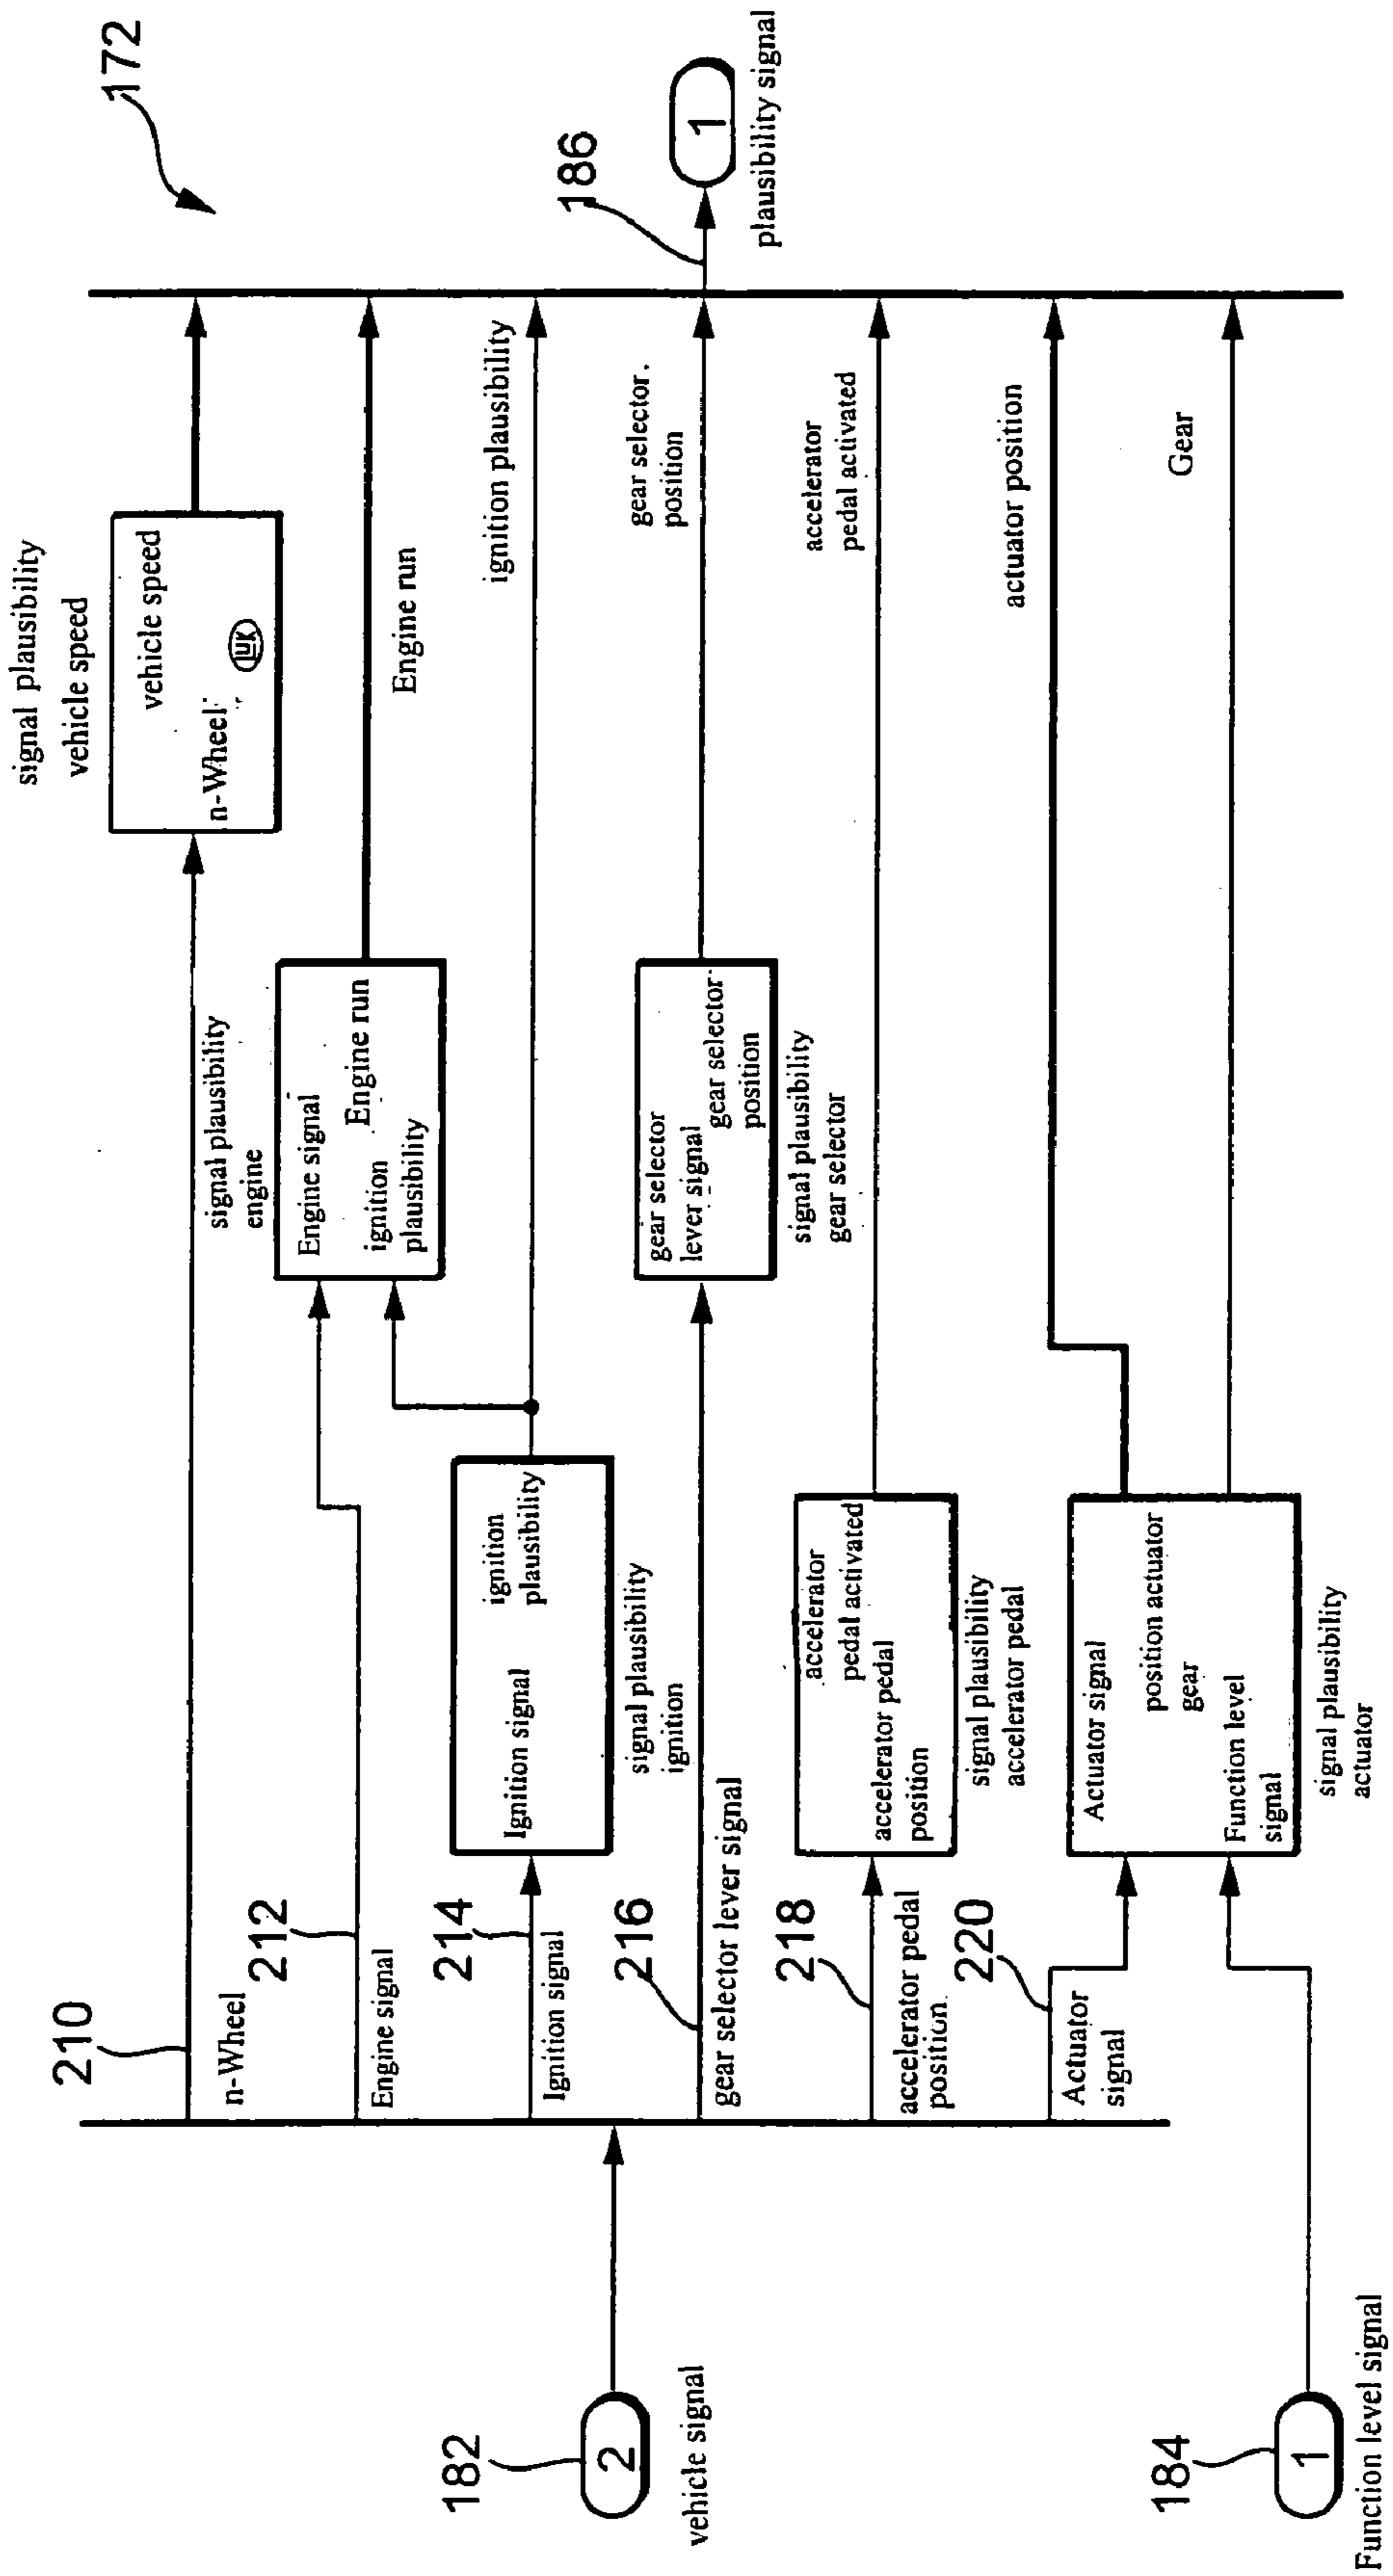 172
signal plausibility
vehicle speed
vehicle speed
n-Wheel
LUK
210
n-Wheel
signal plausibility
engine
Engine signal
Engine run
ignition
plausibility
Engine run
212
Engine signal
214
Ignition signal
Ignition signal
ignition
plausibility
signal plausibility
ignition
ignition plausibility
186
1
plausibility signal
182
2
vehicle signal
216
gear selector lever signal
gear selector
lever signal
gear selector
position
signal plausibility
gear selector
gear selector.
position
218
accelerator pedal
position
accelerator
pedal activated
accelerator pedal
position
signal plausibility
accelerator pedal
accelerator
pedal activated
220
Actuator
signal
Actuator signal
position actuator
gear
Function level
signal
signal plausibility
actuator
actuator position
Gear
184
1
Function level signal